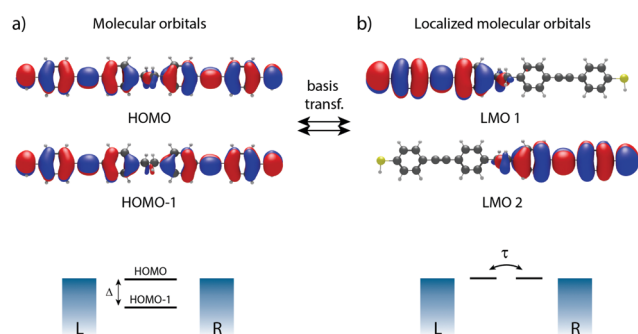 a)
Molecular orbitals
HOMO
HOMO-1
basis
transf.
b)
Localized molecular orbitals
LMO 1
LMO 2
HOMO
Δ
HOMO-1
L
R
τ
L
R